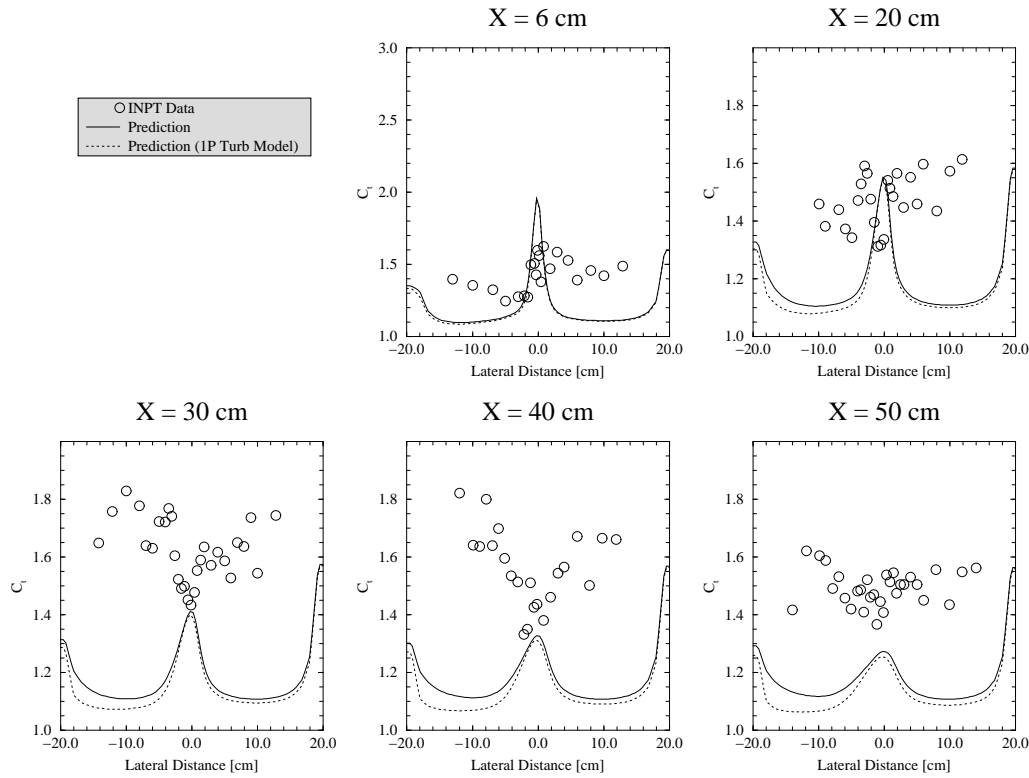 X = 6 cm
X = 20 cm
INPT Data
Prediction
Prediction (1P Turb Model)
3.0
2.5
2.0
1.5
1.0
Ct
−20.0 −10.0 0.0 10.0 20.0
Lateral Distance [cm]
1.8
1.6
1.4
1.2
1.0
Ct
−20.0 −10.0 0.0 10.0 20.0
Lateral Distance [cm]
X = 30 cm
X = 40 cm
X = 50 cm
1.8
1.6
1.4
1.2
1.0
Ct
−20.0 −10.0 0.0 10.0 20.0
Lateral Distance [cm]
1.8
1.6
1.4
1.2
1.0
Ct
−20.0 −10.0 0.0 10.0 20.0
Lateral Distance [cm]
1.8
1.6
1.4
1.2
1.0
Ct
−20.0 −10.0 0.0 10.0 20.0
Lateral Distance [cm]